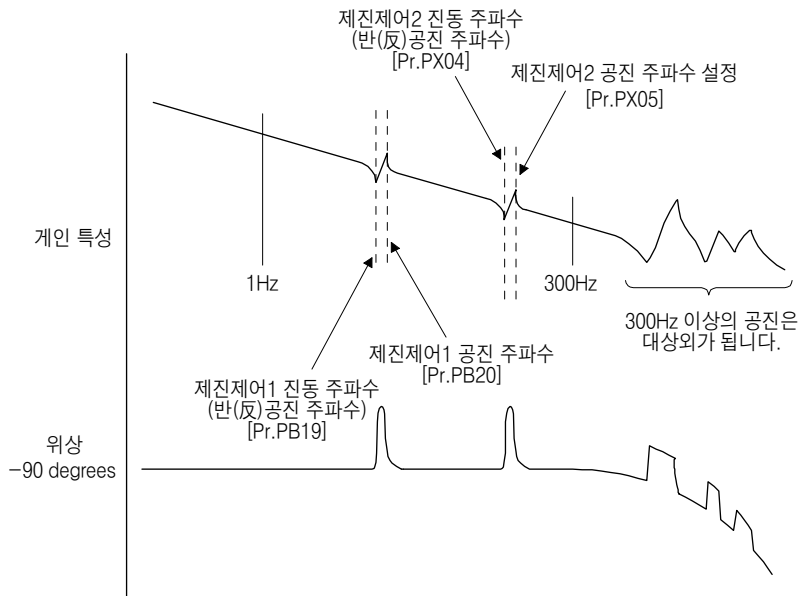 제진제어2 진동 주파수
(반(反)공진 주파수)
[Pr.PX04]
제진제어2 공진 주파수 설정
[Pr.PX05]
게인 특성
1Hz
300Hz
300Hz 이상의 공진은
대상외가 됩니다.
제진제어1 공진 주파수
[Pr.PB20]
제진제어1 진동 주파수
(반(反)공진 주파수)
[Pr.PB19]
위상
-90 degrees